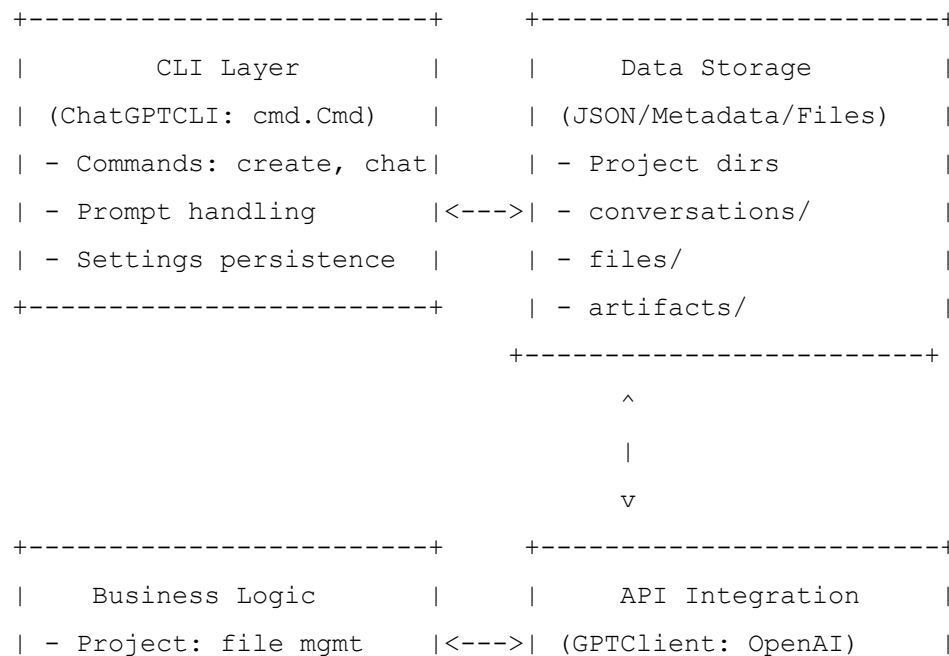 +-------------------------+     +--------------------------+
|        CLI Layer        |     |     Data Storage         |
| (ChatGPTCLI: cmd.Cmd)   |     | (JSON/Metadata/Files)    |
| - Commands: create, chat|     | - Project dirs           |
| - Prompt handling       |<--->| - conversations/         |
| - Settings persistence  |     | - files/                 |
+-------------------------+     | - artifacts/             |
                               +-------------------------+
                                      ^
                                      |
                                      v
+-------------------------+     +--------------------------+
|    Business Logic       |     |     API Integration      |
| - Project: file mgmt    |<--->| (GPTClient: OpenAI)      |